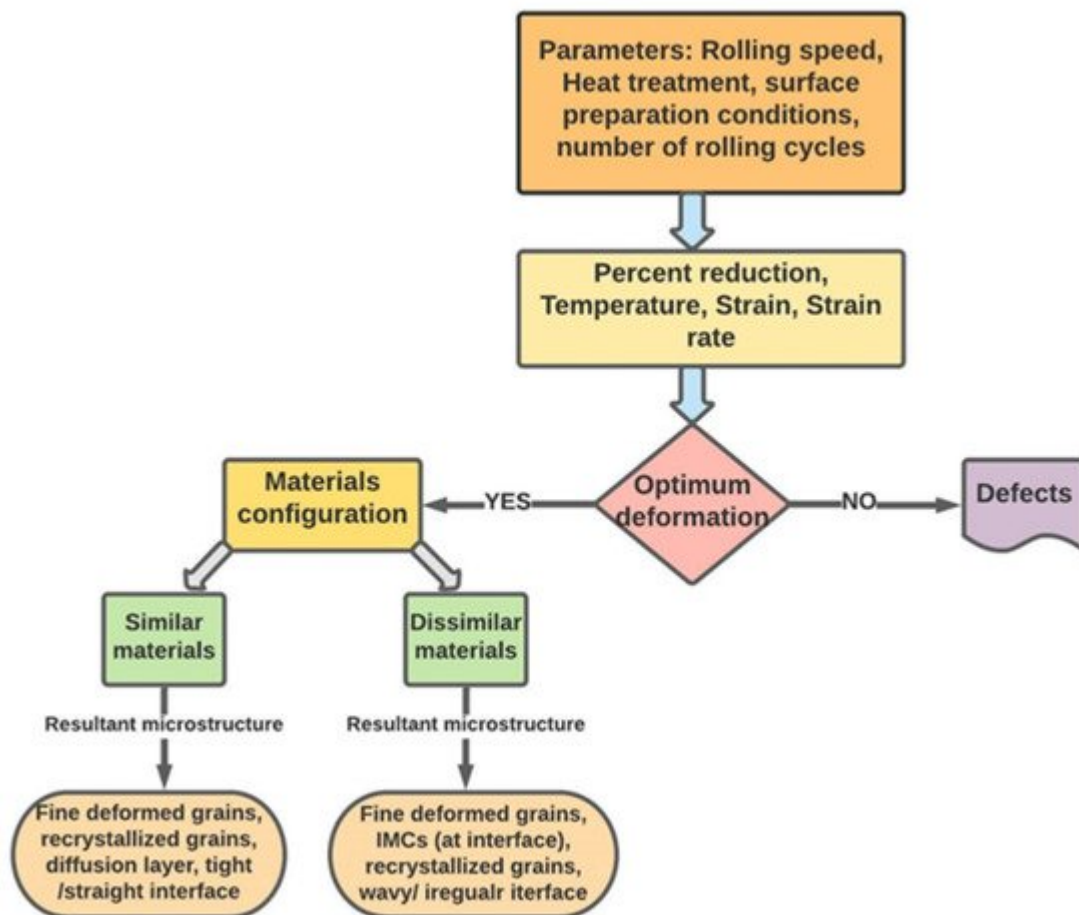 Parameters: Rolling speed,
Heat treatment, surface
preparation conditions,
number of rolling cycles
Percent reduction,
Temperature, Strain, Strain
rate
Optimum
deformation
YES
NO
Defects
Materials
configuration
Similar
materials
Dissimilar
materials
Resultant microstructure
Resultant microstructure
Fine deformed grains,
recrystallized grains,
diffusion layer, tight
/straight interface
Fine deformed grains,
IMCs (at interface),
recrystallized grains,
wavy/ iregualr iterface